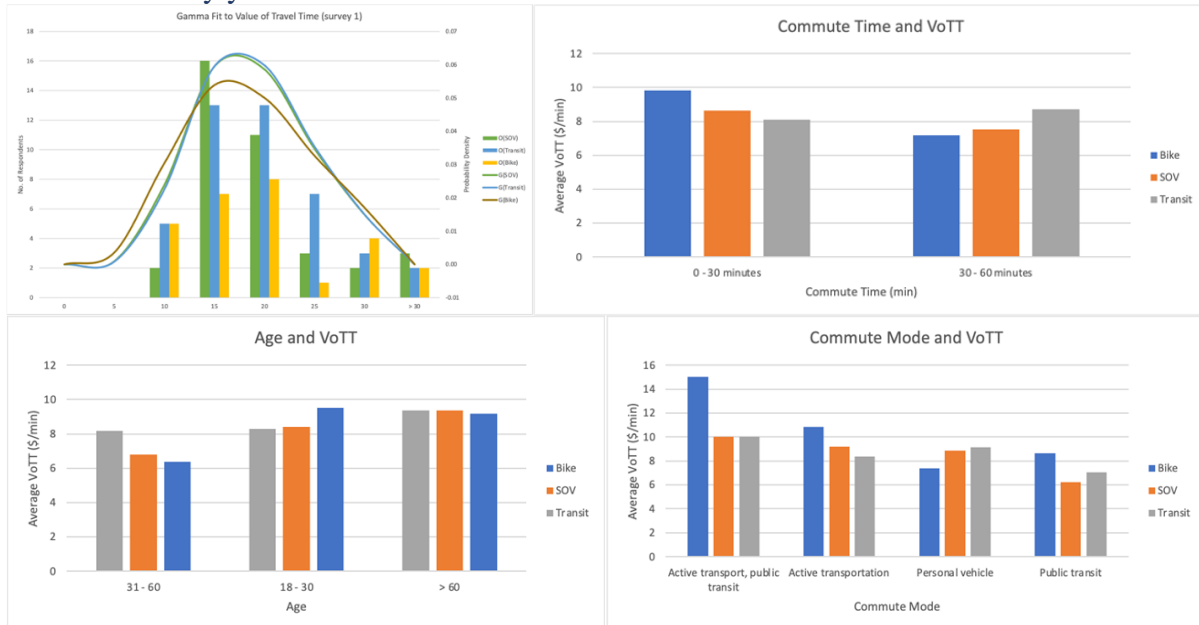 Gamma Fit to Value of Travel Time (survey 1)
18
16
14
12
10
8
6
4
2
0
No. of Respondents
0.07
0.06
0.05
0.04
0.03
0.02
0.01
0.00
-0.01
Probability Density
0 5 10 15 20 25 30 > 30
O(SOV)
O(Transit)
O(Bike)
G(SOV)
G(Transit)
G(Bike)
Commute Time and VoTT
12
10
8
6
4
2
0
Average VoTT ($/min)
0 - 30 minutes 30 - 60 minutes
Commute Time (min)
Bike
SOV
Transit
Age and VoTT
12
10
8
6
4
2
0
Average VoTT ($/min)
31 - 60 18 - 30 > 60
Age
Bike
SOV
Transit
Commute Mode and VoTT
16
14
12
10
8
6
4
2
0
Average VoTT ($/min)
Active transport, public Active transportation Personal vehicle Public transit
transit
Commute Mode
Bike
SOV
Transit